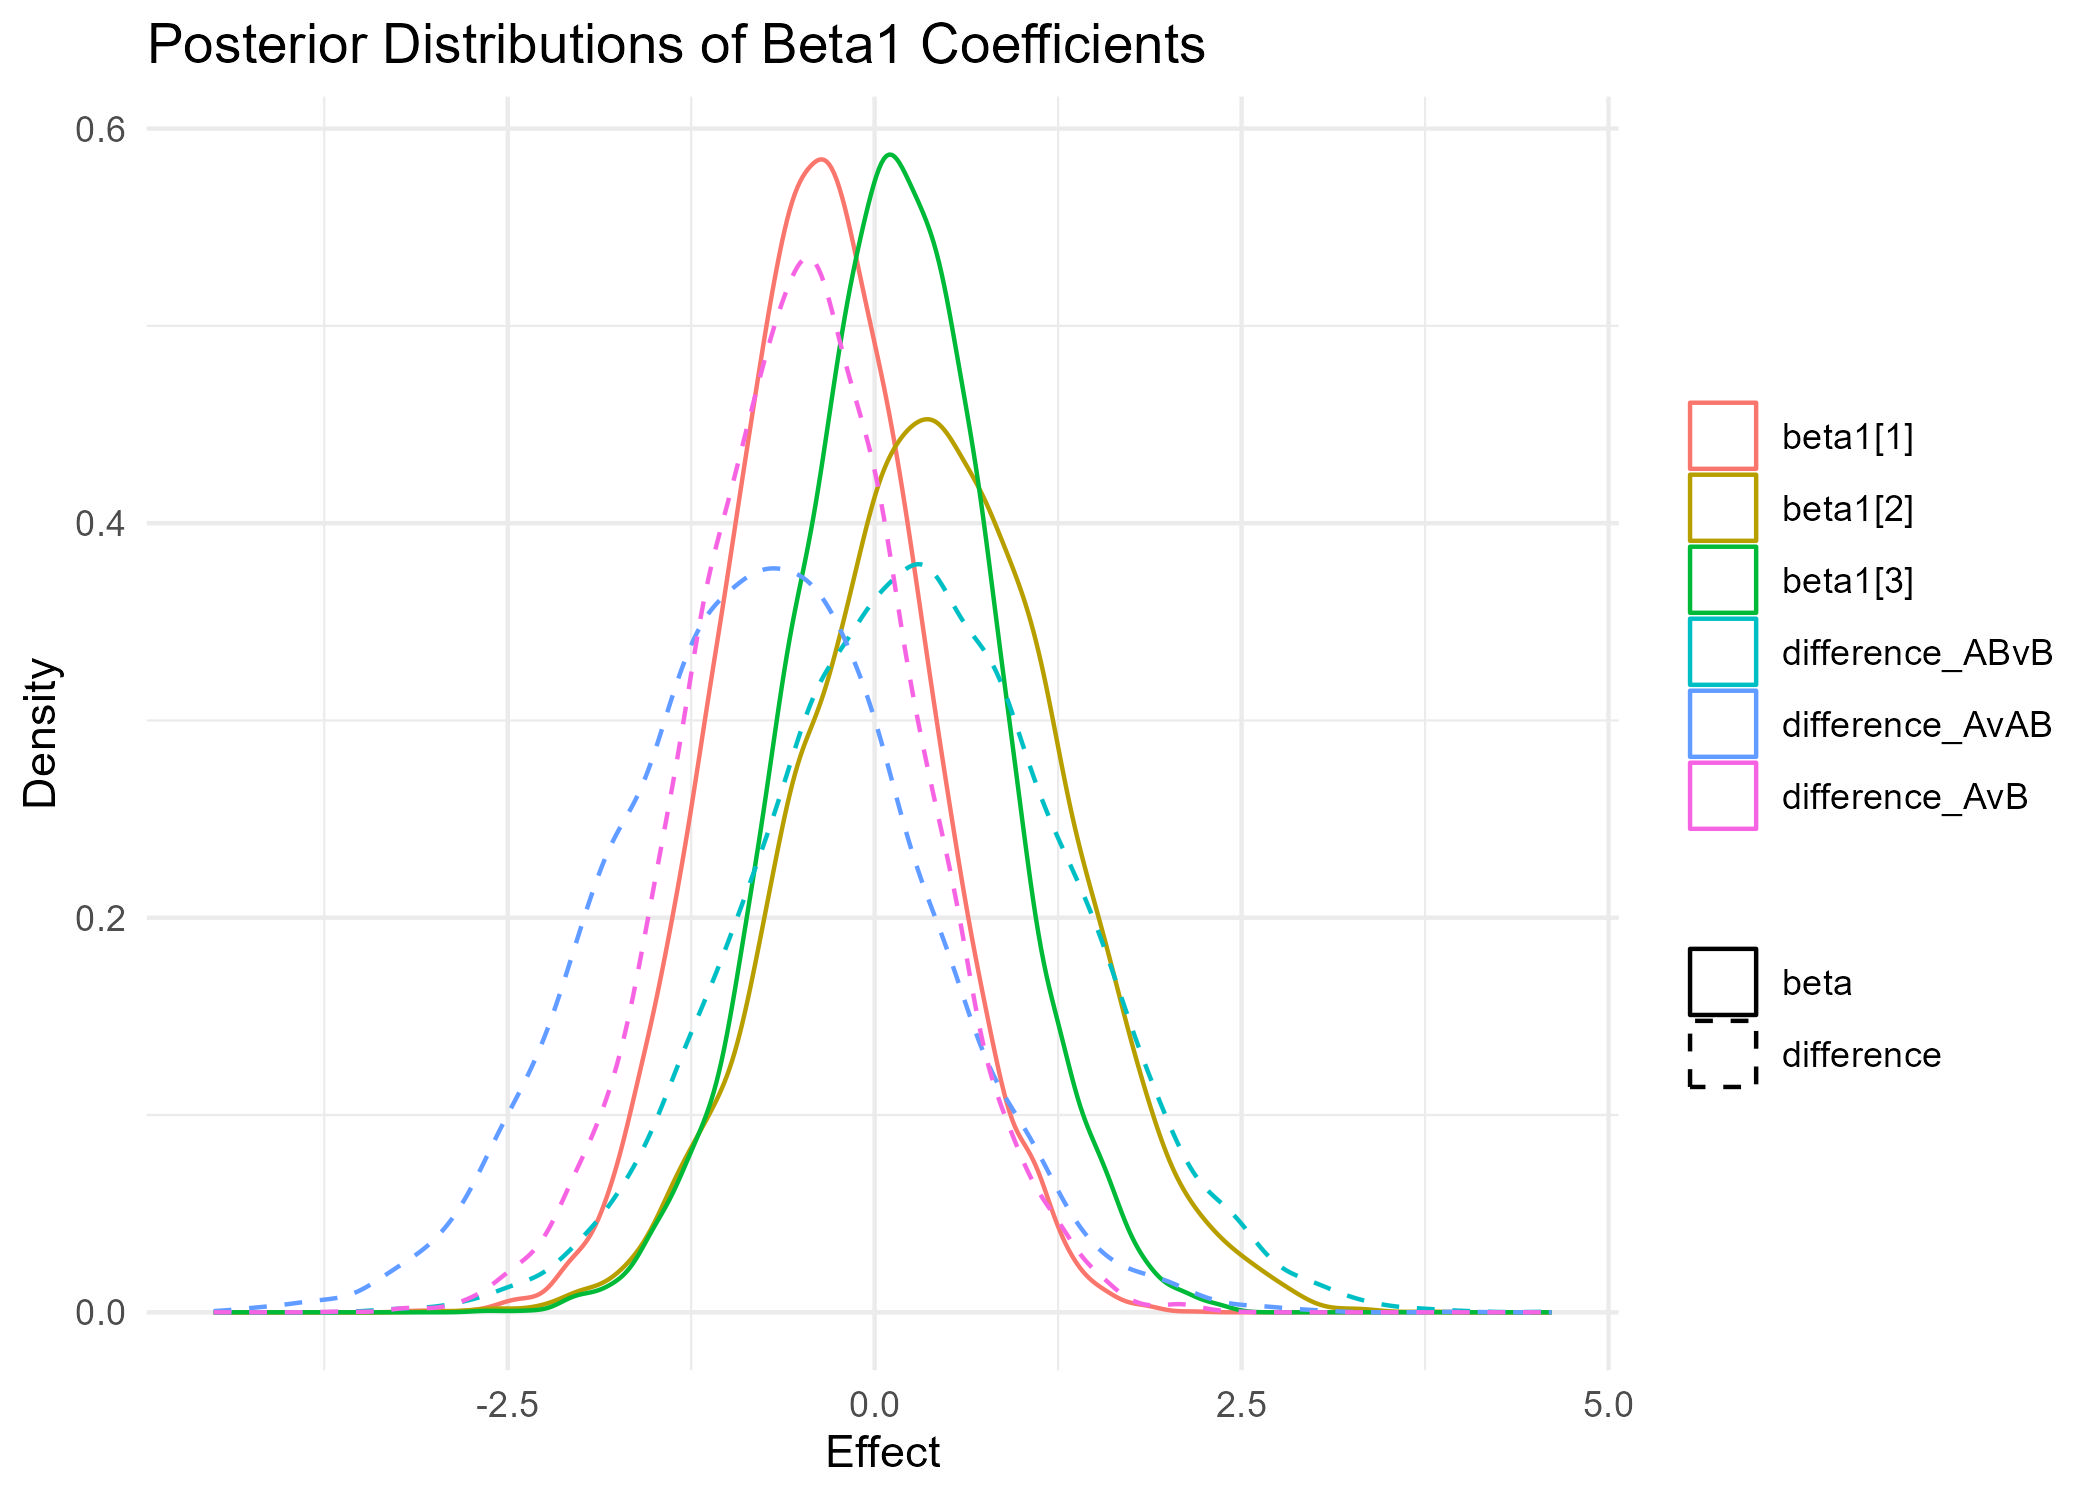 Posterior Distributions of Beta1 Coefficients
0.6
0.4
0.2
0.0
Density
-2.5
0.0
2.5
5.0
Effect
beta1[1]
beta1[2]
beta1[3]
difference_ABvB
difference_AvAB
difference_AvB
beta
difference